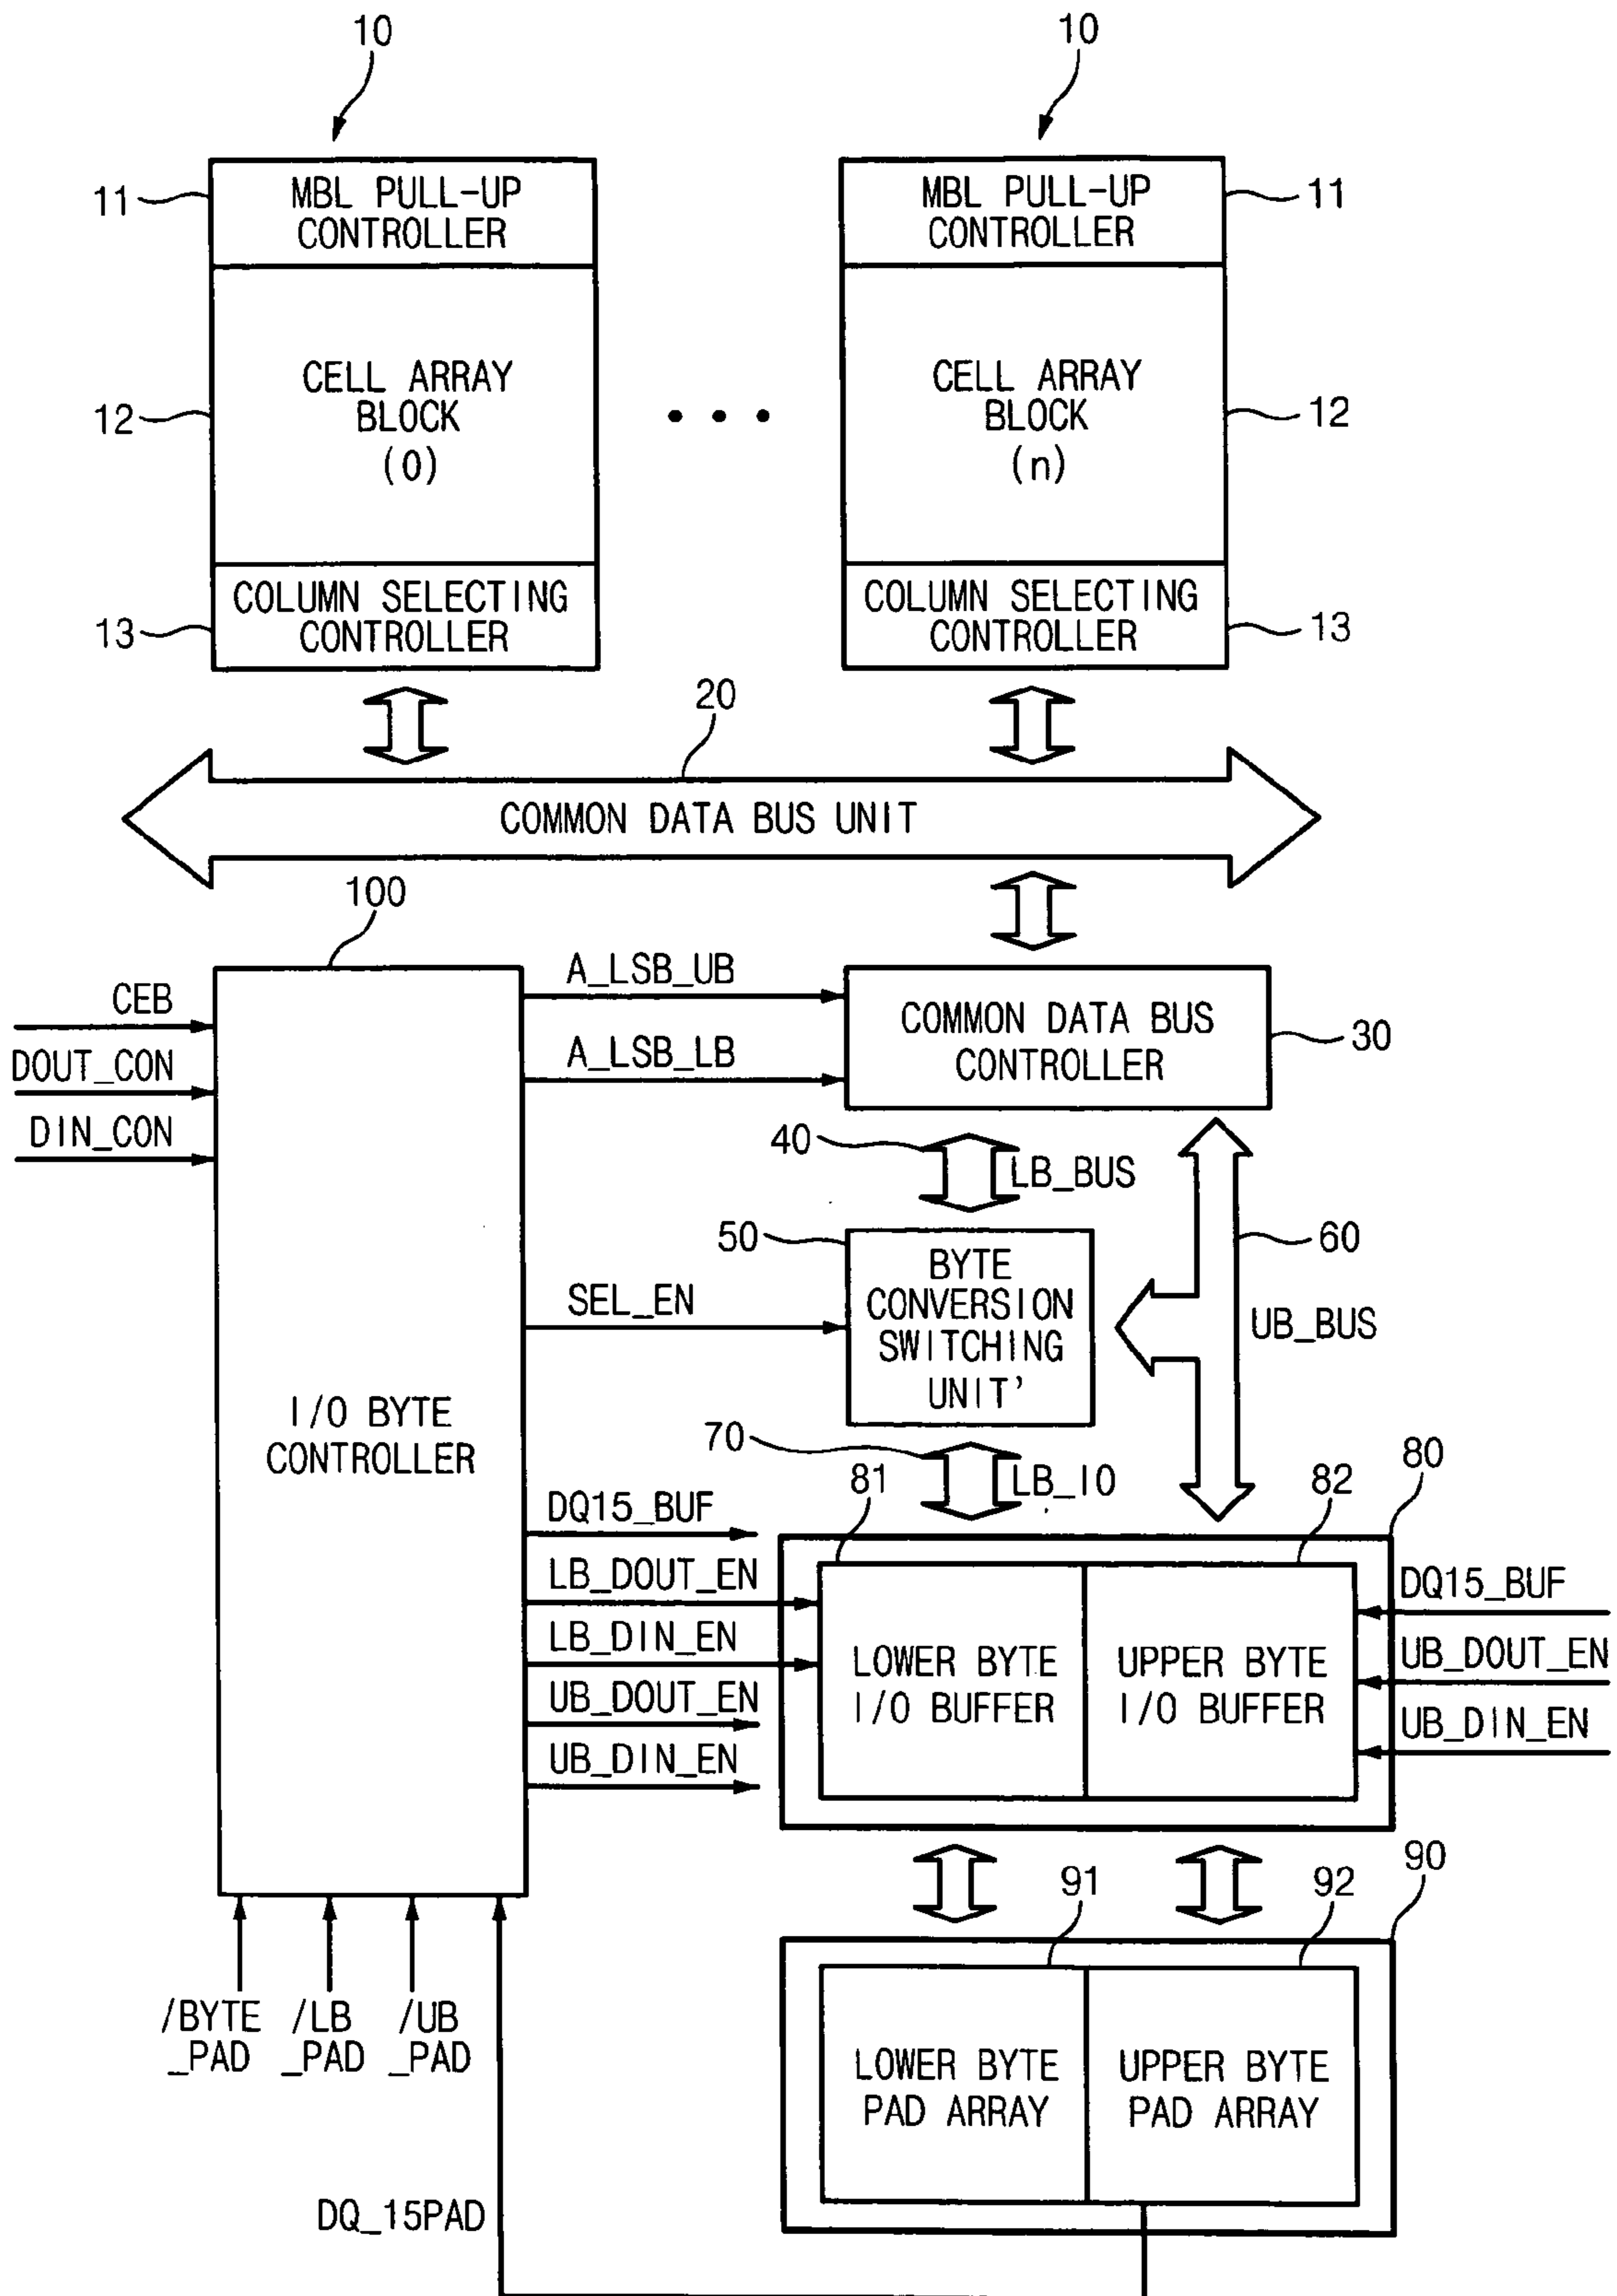 10
10
MBL PULL-UP
CONTROLLER
11
MBL PULL-UP
CONTROLLER
11
CELL ARRAY
BLOCK
(0)
12
• • •
CELL ARRAY
BLOCK
(n)
12
COLUMN SELECTING
CONTROLLER
13
COLUMN SELECTING
CONTROLLER
13
20
COMMON DATA BUS UNIT
100
CEB
DOUT_CON
DIN_CON
A_LSB_UB
A_LSB_LB
COMMON DATA BUS
CONTROLLER
30
40
LB_BUS
50
BYTE
CONVERSION
SWITCHING
UNIT'
60
UB_BUS
SEL_EN
I/O BYTE
CONTROLLER
70
LB_IO
81
82
80
DQ15_BUF
LB_DOUT_EN
LB_DIN_EN
UB_DOUT_EN
UB_DIN_EN
LOWER BYTE
I/O BUFFER
UPPER BYTE
I/O BUFFER
DQ15_BUF
UB_DOUT_EN
UB_DIN_EN
91
92
90
/BYTE
_PAD
/LB
_PAD
/UB
_PAD
LOWER BYTE
PAD ARRAY
UPPER BYTE
PAD ARRAY
DQ_15PAD